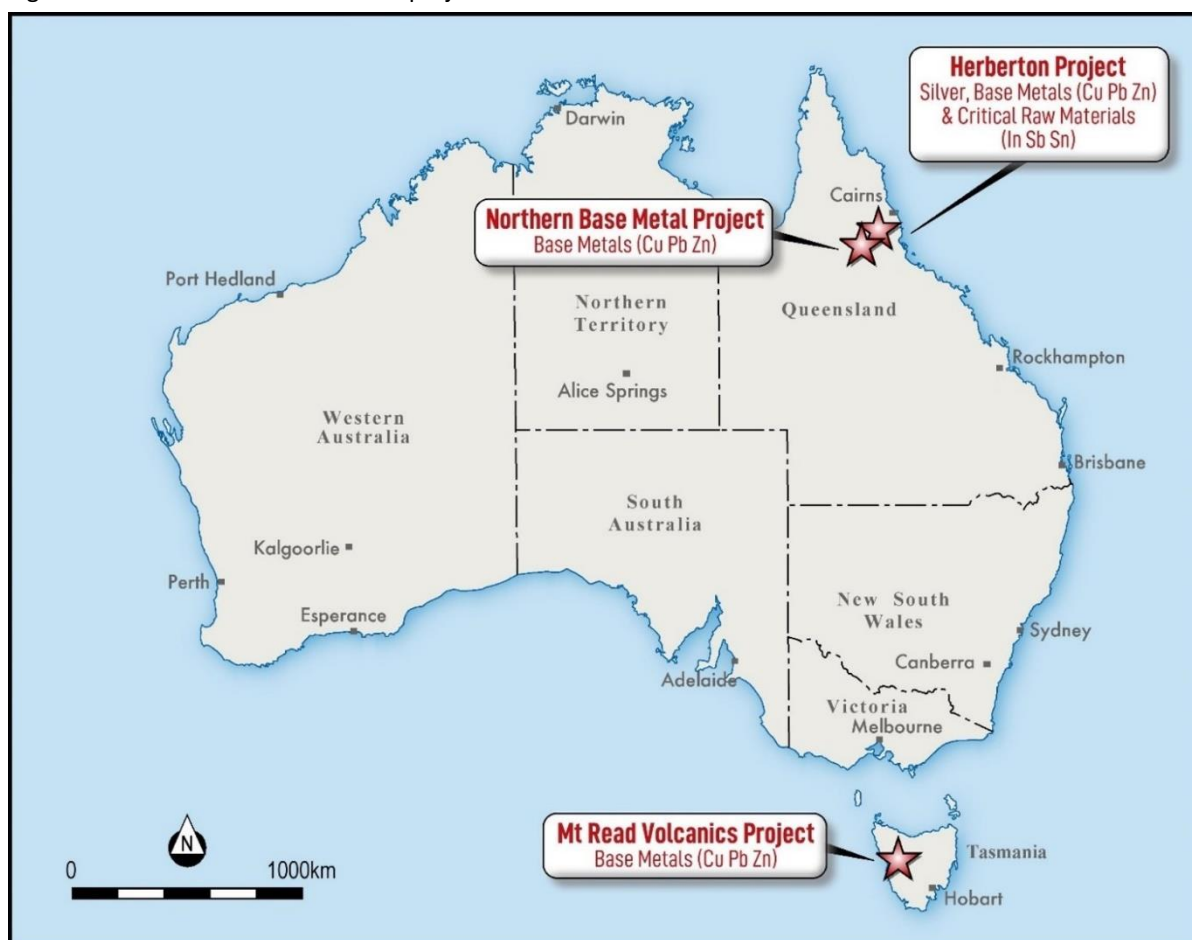 Herberton Project
Silver, Base Metals (Cu Pb Zn)
& Critical Raw Materials
(In Sb Sn)
Darwin
Cairns
Northern Base Metal Project
Base Metals (Cu Pb Zn)
Port Hedland
Northern
Territory
Queensland
Rockhampton
Alice Springs
Western
Australia
Brisbane
South
Australia
Kalgoorlie
Perth
New South
Wales
Esperance
Sydney
Canberra
Adelaide
Victoria
Melbourne
Mt Read Volcanics Project
Base Metals (Cu Pb Zn)
Tasmania
Hobart
N
0
1000km